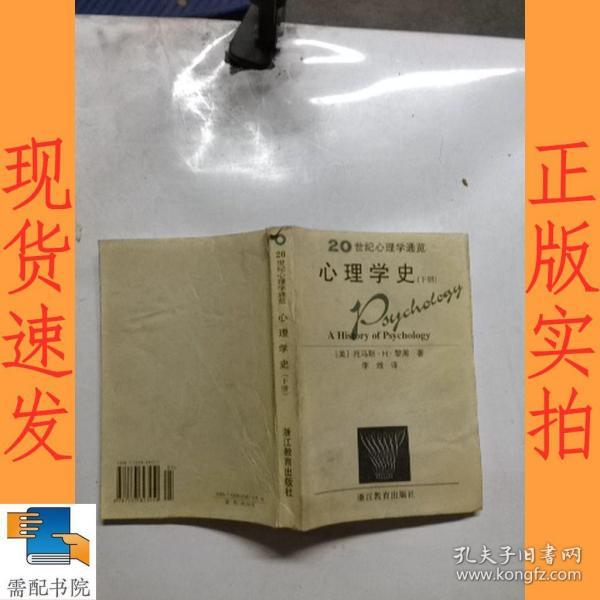 现货速发
正版实拍
20世纪心理学通览
心理学史(下册)
Psychology
A History of Psychology
[美]托马斯·H·黎黑 著
李维 译
浙江教育出版社
20世纪心理学通览
心理学史
(下册)
浙江教育出版社
需配书院
孔夫子旧书网
www.kongfz.com